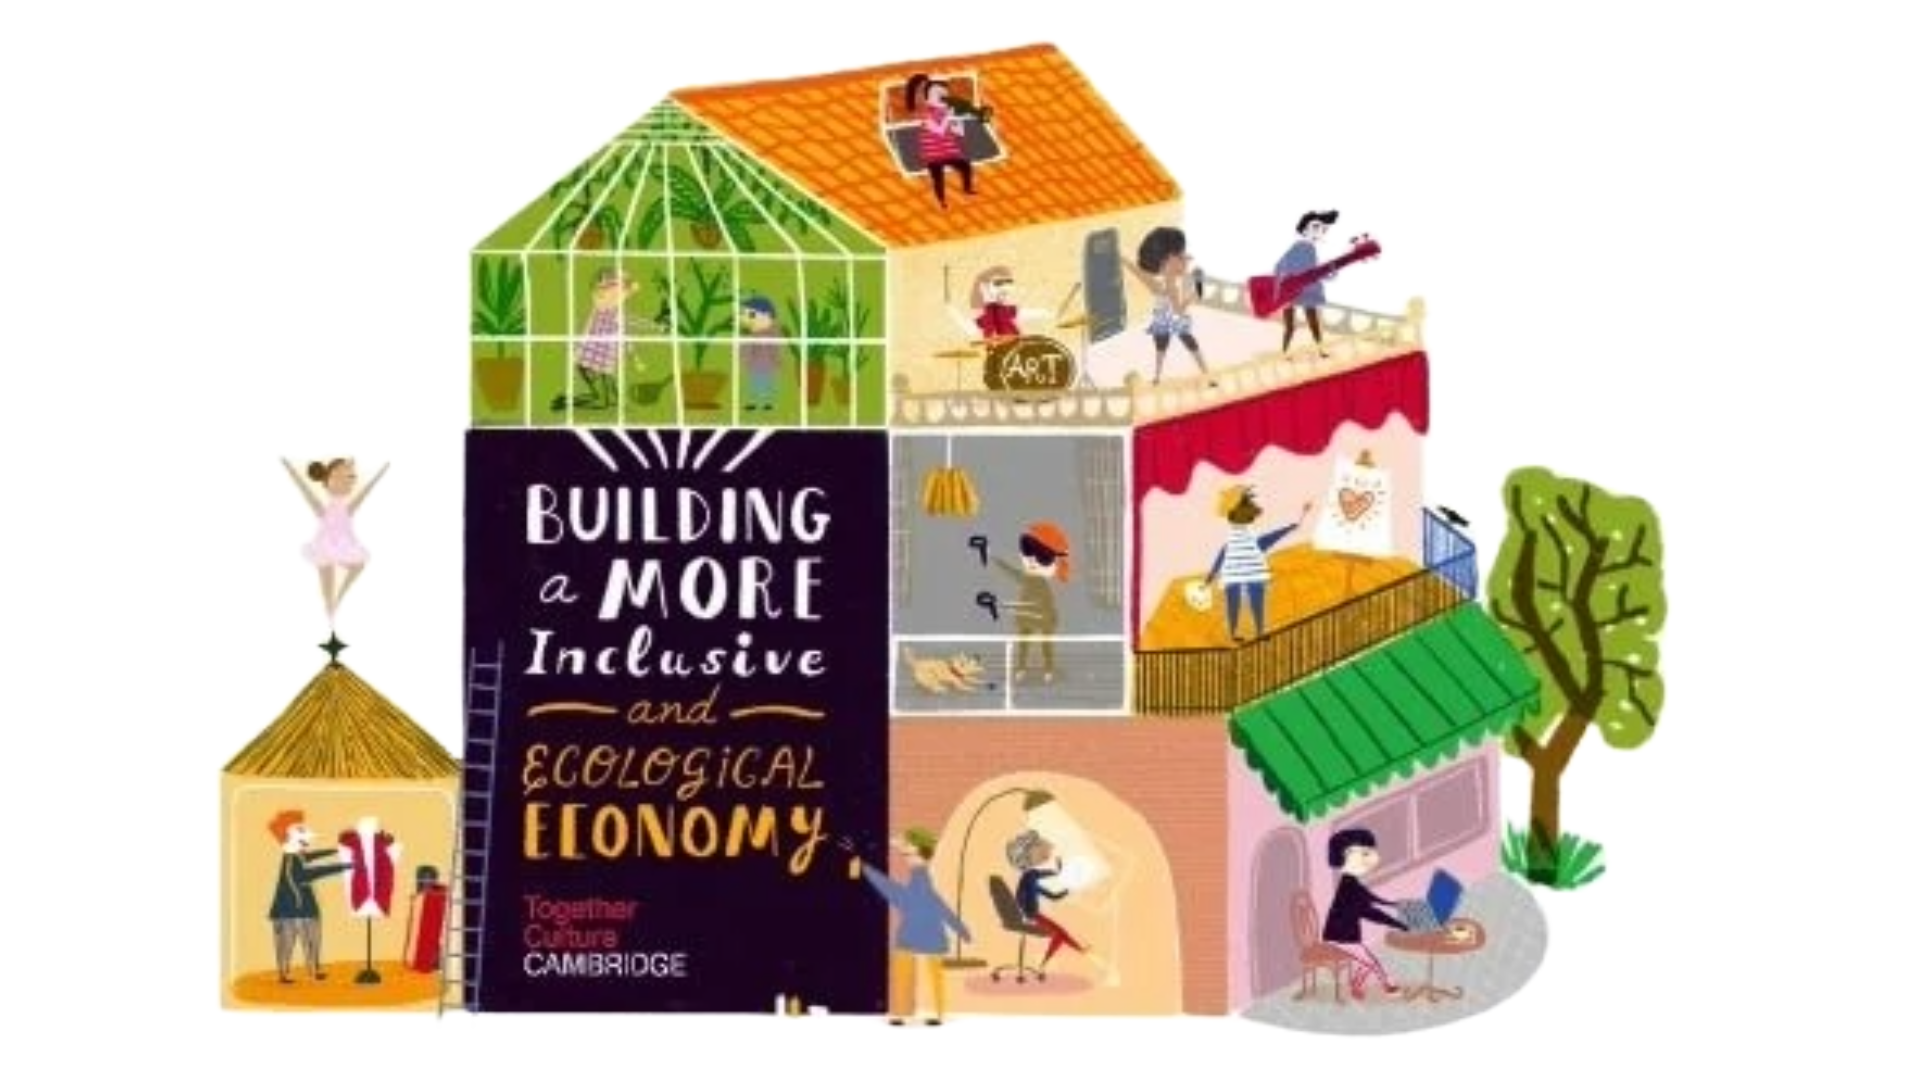 ART
BUILDING
a MORE
Inclusive
and
ECOLOGiCAL
ECONOMy
Together
Culture
CAMBRIDGE